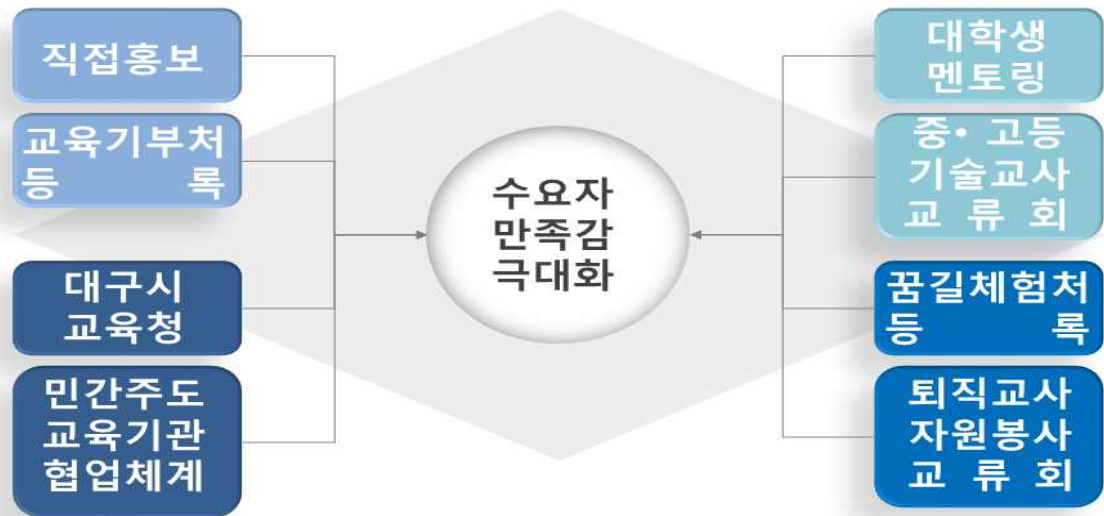 직접홍보
교육기부처
등 록
대구시
교육청
민간주도
교육기관
협업체계
수요자
만족감
극대화
대학생
멘토링
중• 고등
기술교사
교 류 회
꿈길체험처
등 록
퇴직교사
자원봉사
교 류 회